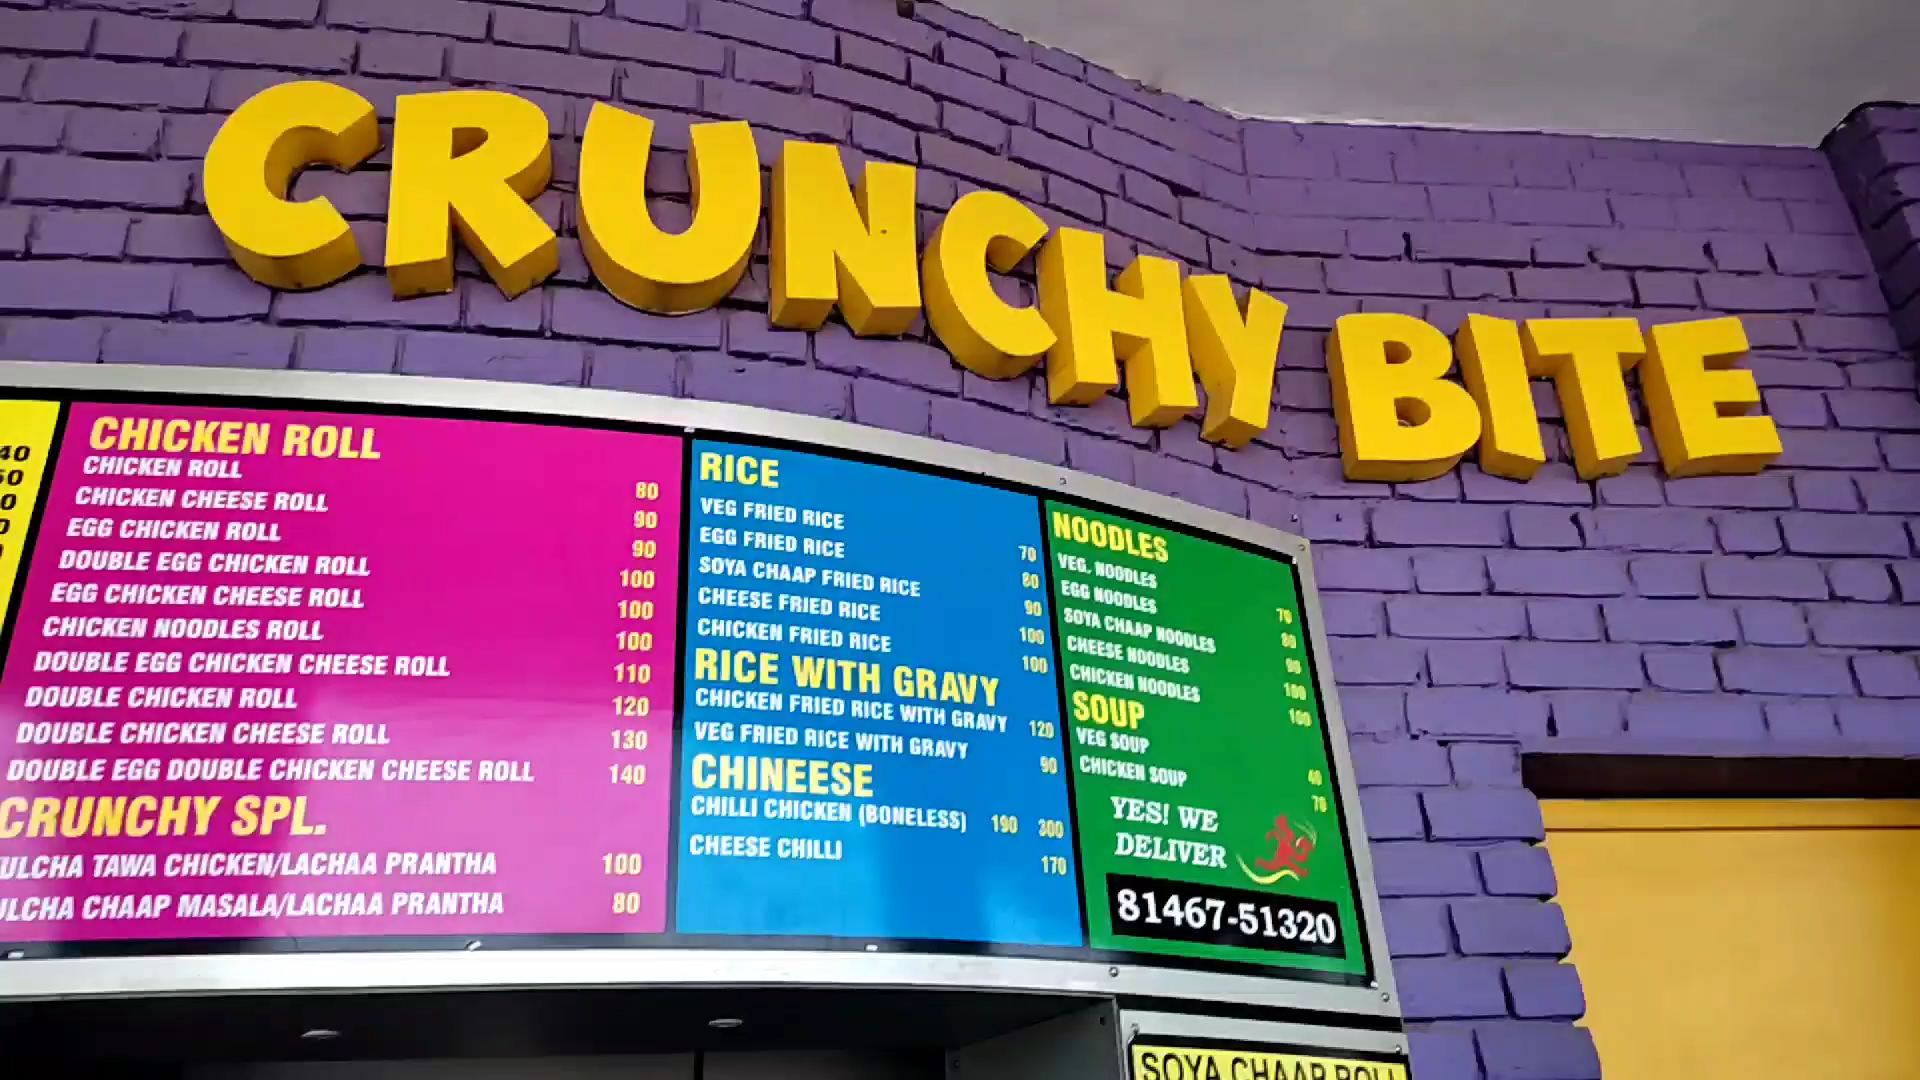 CRUNCHY BITE
40
CHICKEN ROLL
CHICKEN ROLL 80
CHICKEN CHEESE ROLL 90
EGG CHICKEN ROLL 90
DOUBLE EGG CHICKEN ROLL 100
EGG CHICKEN CHEESE ROLL 100
CHICKEN NOODLES ROLL 100
DOUBLE EGG CHICKEN CHEESE ROLL 110
DOUBLE CHICKEN ROLL 120
DOUBLE CHICKEN CHEESE ROLL 130
DOUBLE EGG DOUBLE CHICKEN CHEESE ROLL 140
CRUNCHY SPL.
TAWA CHICKEN/LACHAA PRANTHA 100
CHAAP MASALA/LACHAA PRANTHA 80
RICE
VEG FRIED RICE 70
EGG FRIED RICE 80
SOYA CHAAP FRIED RICE 90
CHEESE FRIED RICE 100
CHICKEN FRIED RICE 100
RICE WITH GRAVY
CHICKEN FRIED RICE WITH GRAVY 120
VEG FRIED RICE WITH GRAVY 90
CHINEESE
CHILLI CHICKEN (BONELESS) 190 300
CHEESE CHILLI 170
NOODLES
VEG. NOODLES 70
EGG NOODLES 80
SOYA CHAAP NOODLES 90
CHEESE NOODLES 100
CHICKEN NOODLES 100
SOUP
VEG SOUP 40
CHICKEN SOUP 70
YES! WE
DELIVER
81467-51320
SOYA CHAAP ROLL